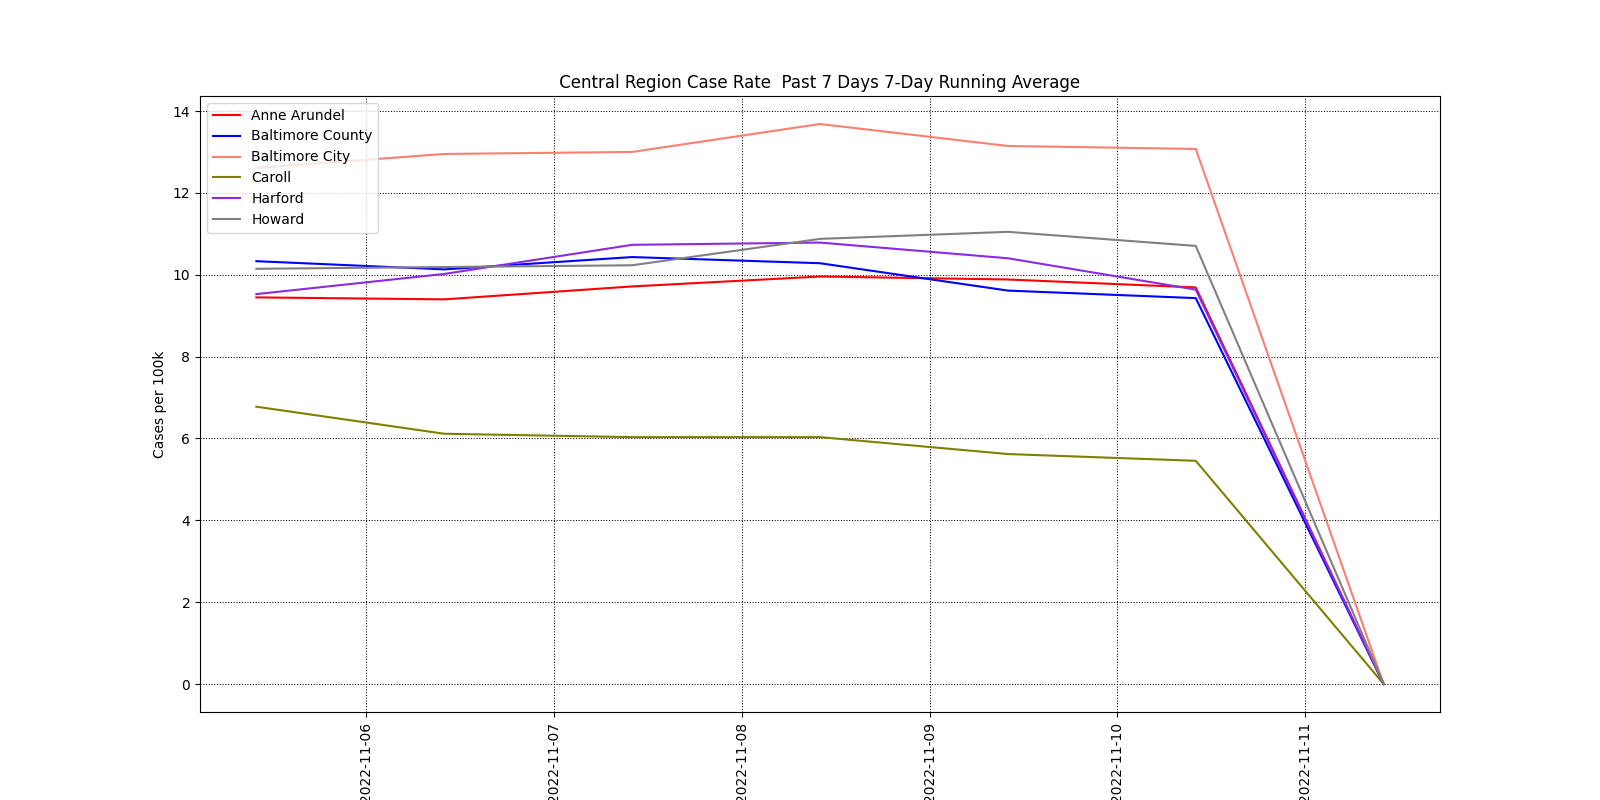 Central Region Case Rate  Past 7 Days 7-Day Running Average
14
12
10
8
6
4
2
0
Cases per 100k
Anne Arundel
Baltimore County
Baltimore City
Caroll
Harford
Howard
2022-11-06
2022-11-07
2022-11-08
2022-11-09
2022-11-10
2022-11-11